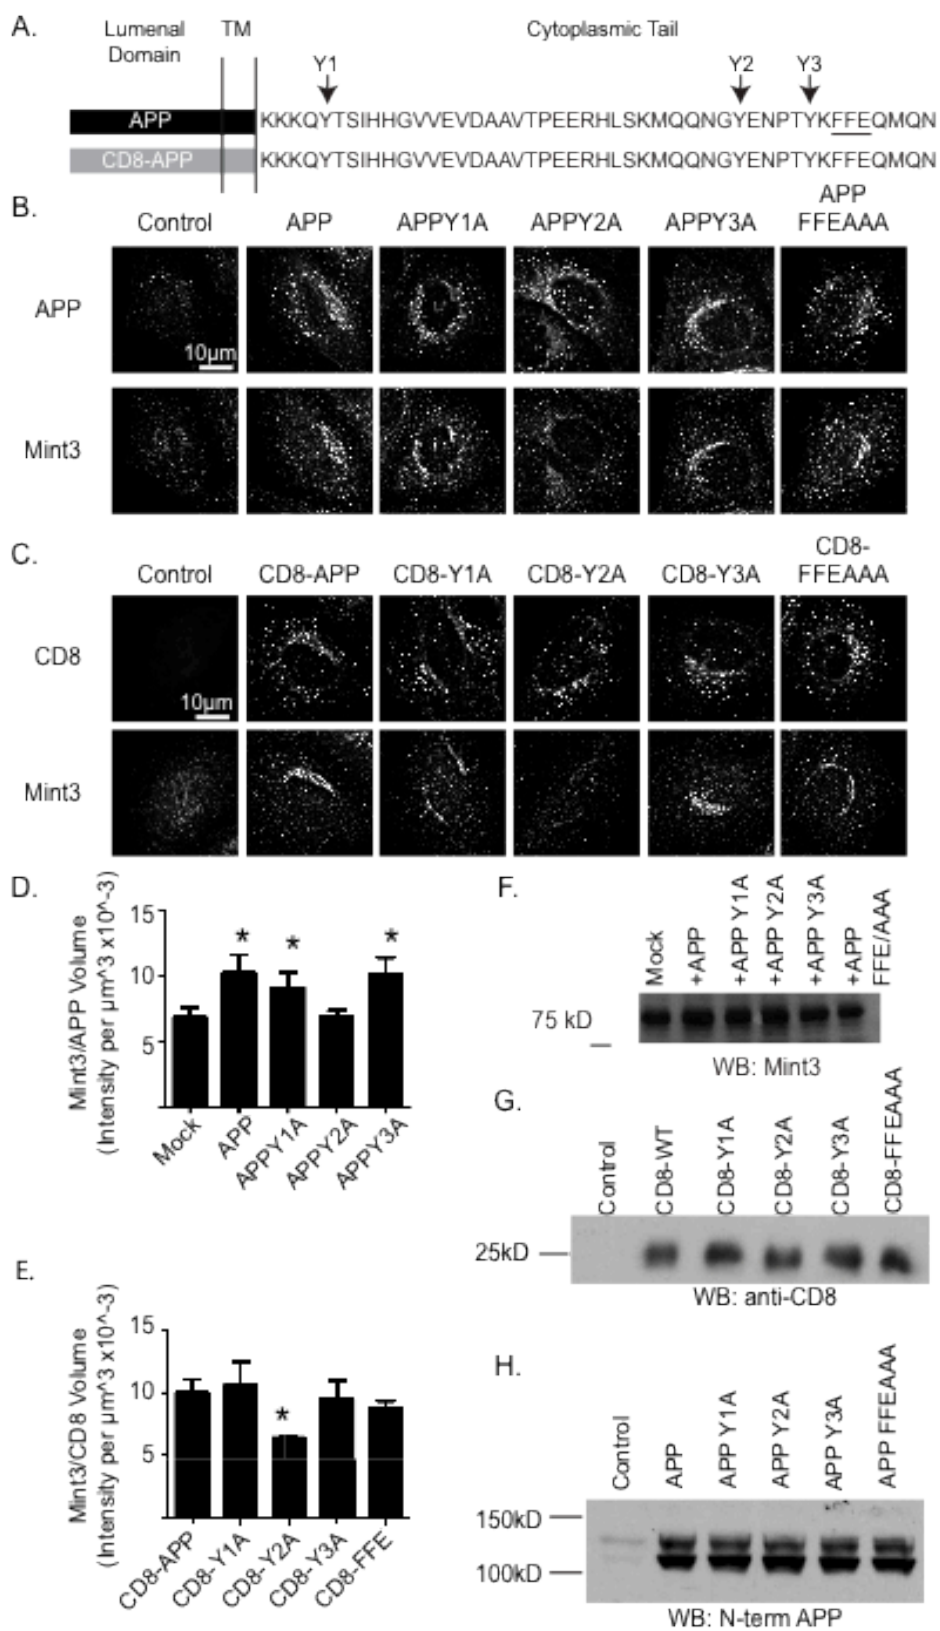 A.
Lumenal Domain
TM
Cytoplasmic Tail
Y1
Y2
Y3
APP
KKKQYTSIHHGVVEVDAAVTPEERHLSKMQQNGYENPTYKFFEQMQN
CD8-APP
KKKQYTSIHHGVVEVDAAVTPEERHLSKMQQNGYENPTYKFFEQMQN
B.
Control
APP
APPY1A
APPY2A
APPY3A
APP FFEAAA
APP
10µm
Mint3
C.
Control
CD8-APP
CD8-Y1A
CD8-Y2A
CD8-Y3A
CD8-FFEAAA
CD8
10µm
Mint3
D.
Mint3/APP Volume
(Intensity per µm^3 x10^-3)
15
10
5
*
*
*
Mock
APP
APPY1A
APPY2A
APPY3A
E.
Mint3/CD8 Volume
(Intensity per µm^3 x10^-3)
15
10
5
*
CD8-APP
CD8-Y1A
CD8-Y2A
CD8-Y3A
CD8-FFE
F.
Mock
+APP
+APP Y1A
+APP Y2A
+APP Y3A
+APP
FFE/AAA
75 kD
WB: Mint3
G.
Control
CD8-WT
CD8-Y1A
CD8-Y2A
CD8-Y3A
CD8-FFEAAA
25kD
WB: anti-CD8
H.
Control
APP
APP Y1A
APP Y2A
APP Y3A
APP FFEAAA
150kD
100kD
WB: N-term APP